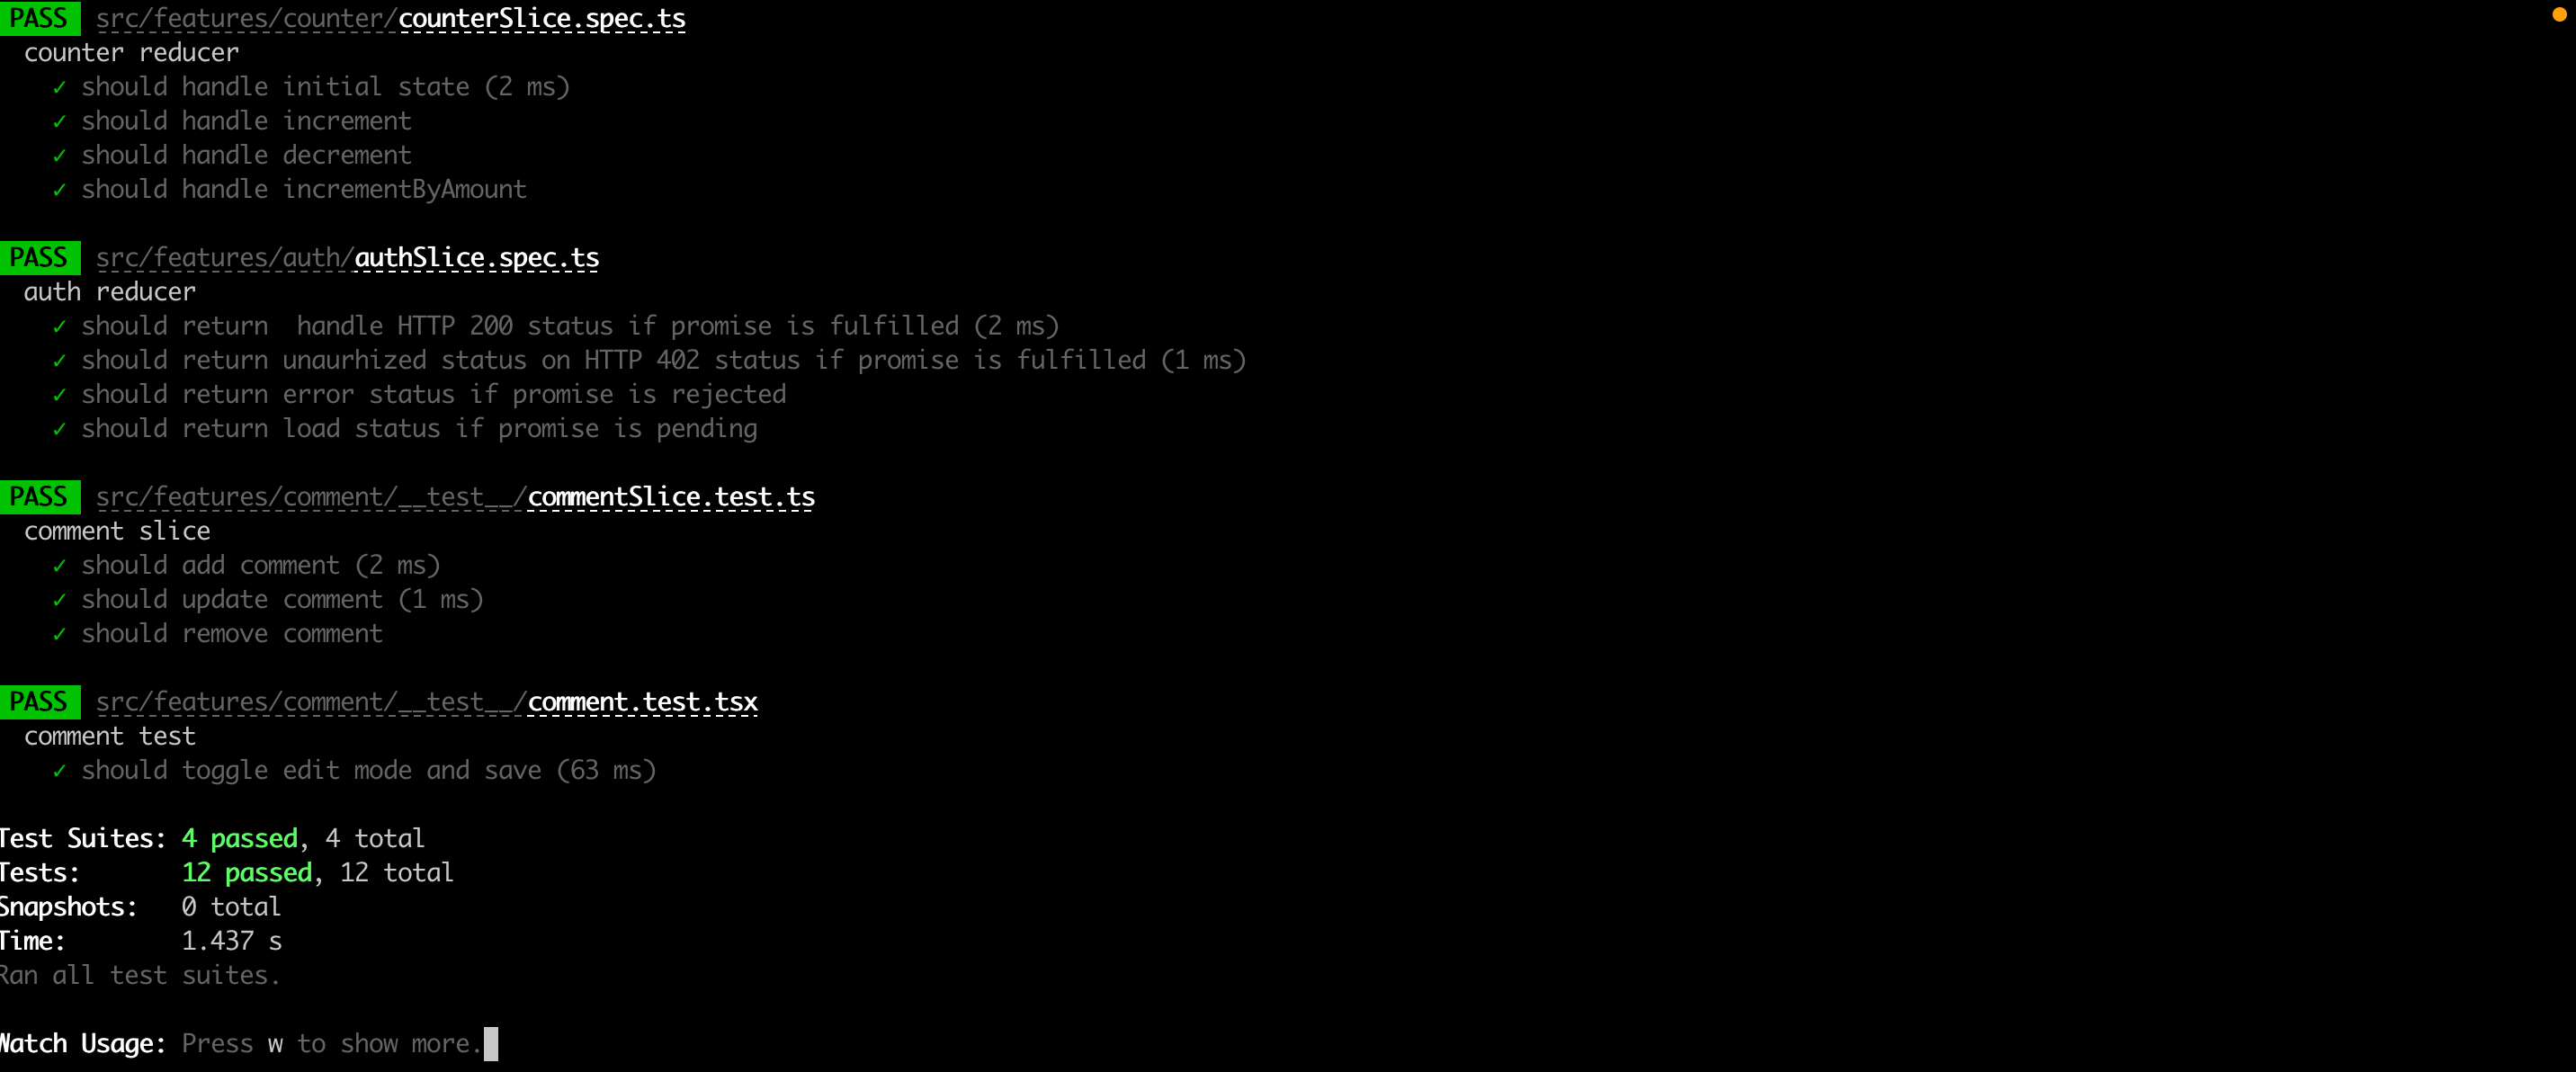 PASS src/features/counter/counterSlice.spec.ts
counter reducer
✓ should handle initial state (2 ms)
✓ should handle increment
✓ should handle decrement
✓ should handle incrementByAmount
PASS src/features/auth/authSlice.spec.ts
auth reducer
✓ should return  handle HTTP 200 status if promise is fulfilled (2 ms)
✓ should return unaurhized status on HTTP 402 status if promise is fulfilled (1 ms)
✓ should return error status if promise is rejected
✓ should return load status if promise is pending
PASS src/features/comment/__test__/commentSlice.test.ts
comment slice
✓ should add comment (2 ms)
✓ should update comment (1 ms)
✓ should remove comment
PASS src/features/comment/__test__/comment.test.tsx
comment test
✓ should toggle edit mode and save (63 ms)
Test Suites: 4 passed, 4 total
Tests: 12 passed, 12 total
Snapshots: 0 total
Time: 1.437 s
Ran all test suites.
Watch Usage: Press w to show more.